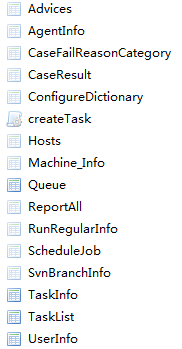 Advices
AgentInfo
CaseFailReasonCategory
CaseResult
ConfigureDictionary
createTask
Hosts
Machine_Info
Queue
ReportAll
RunRegularInfo
ScheduleJob
SvnBranchInfo
TaskInfo
TaskList
UserInfo